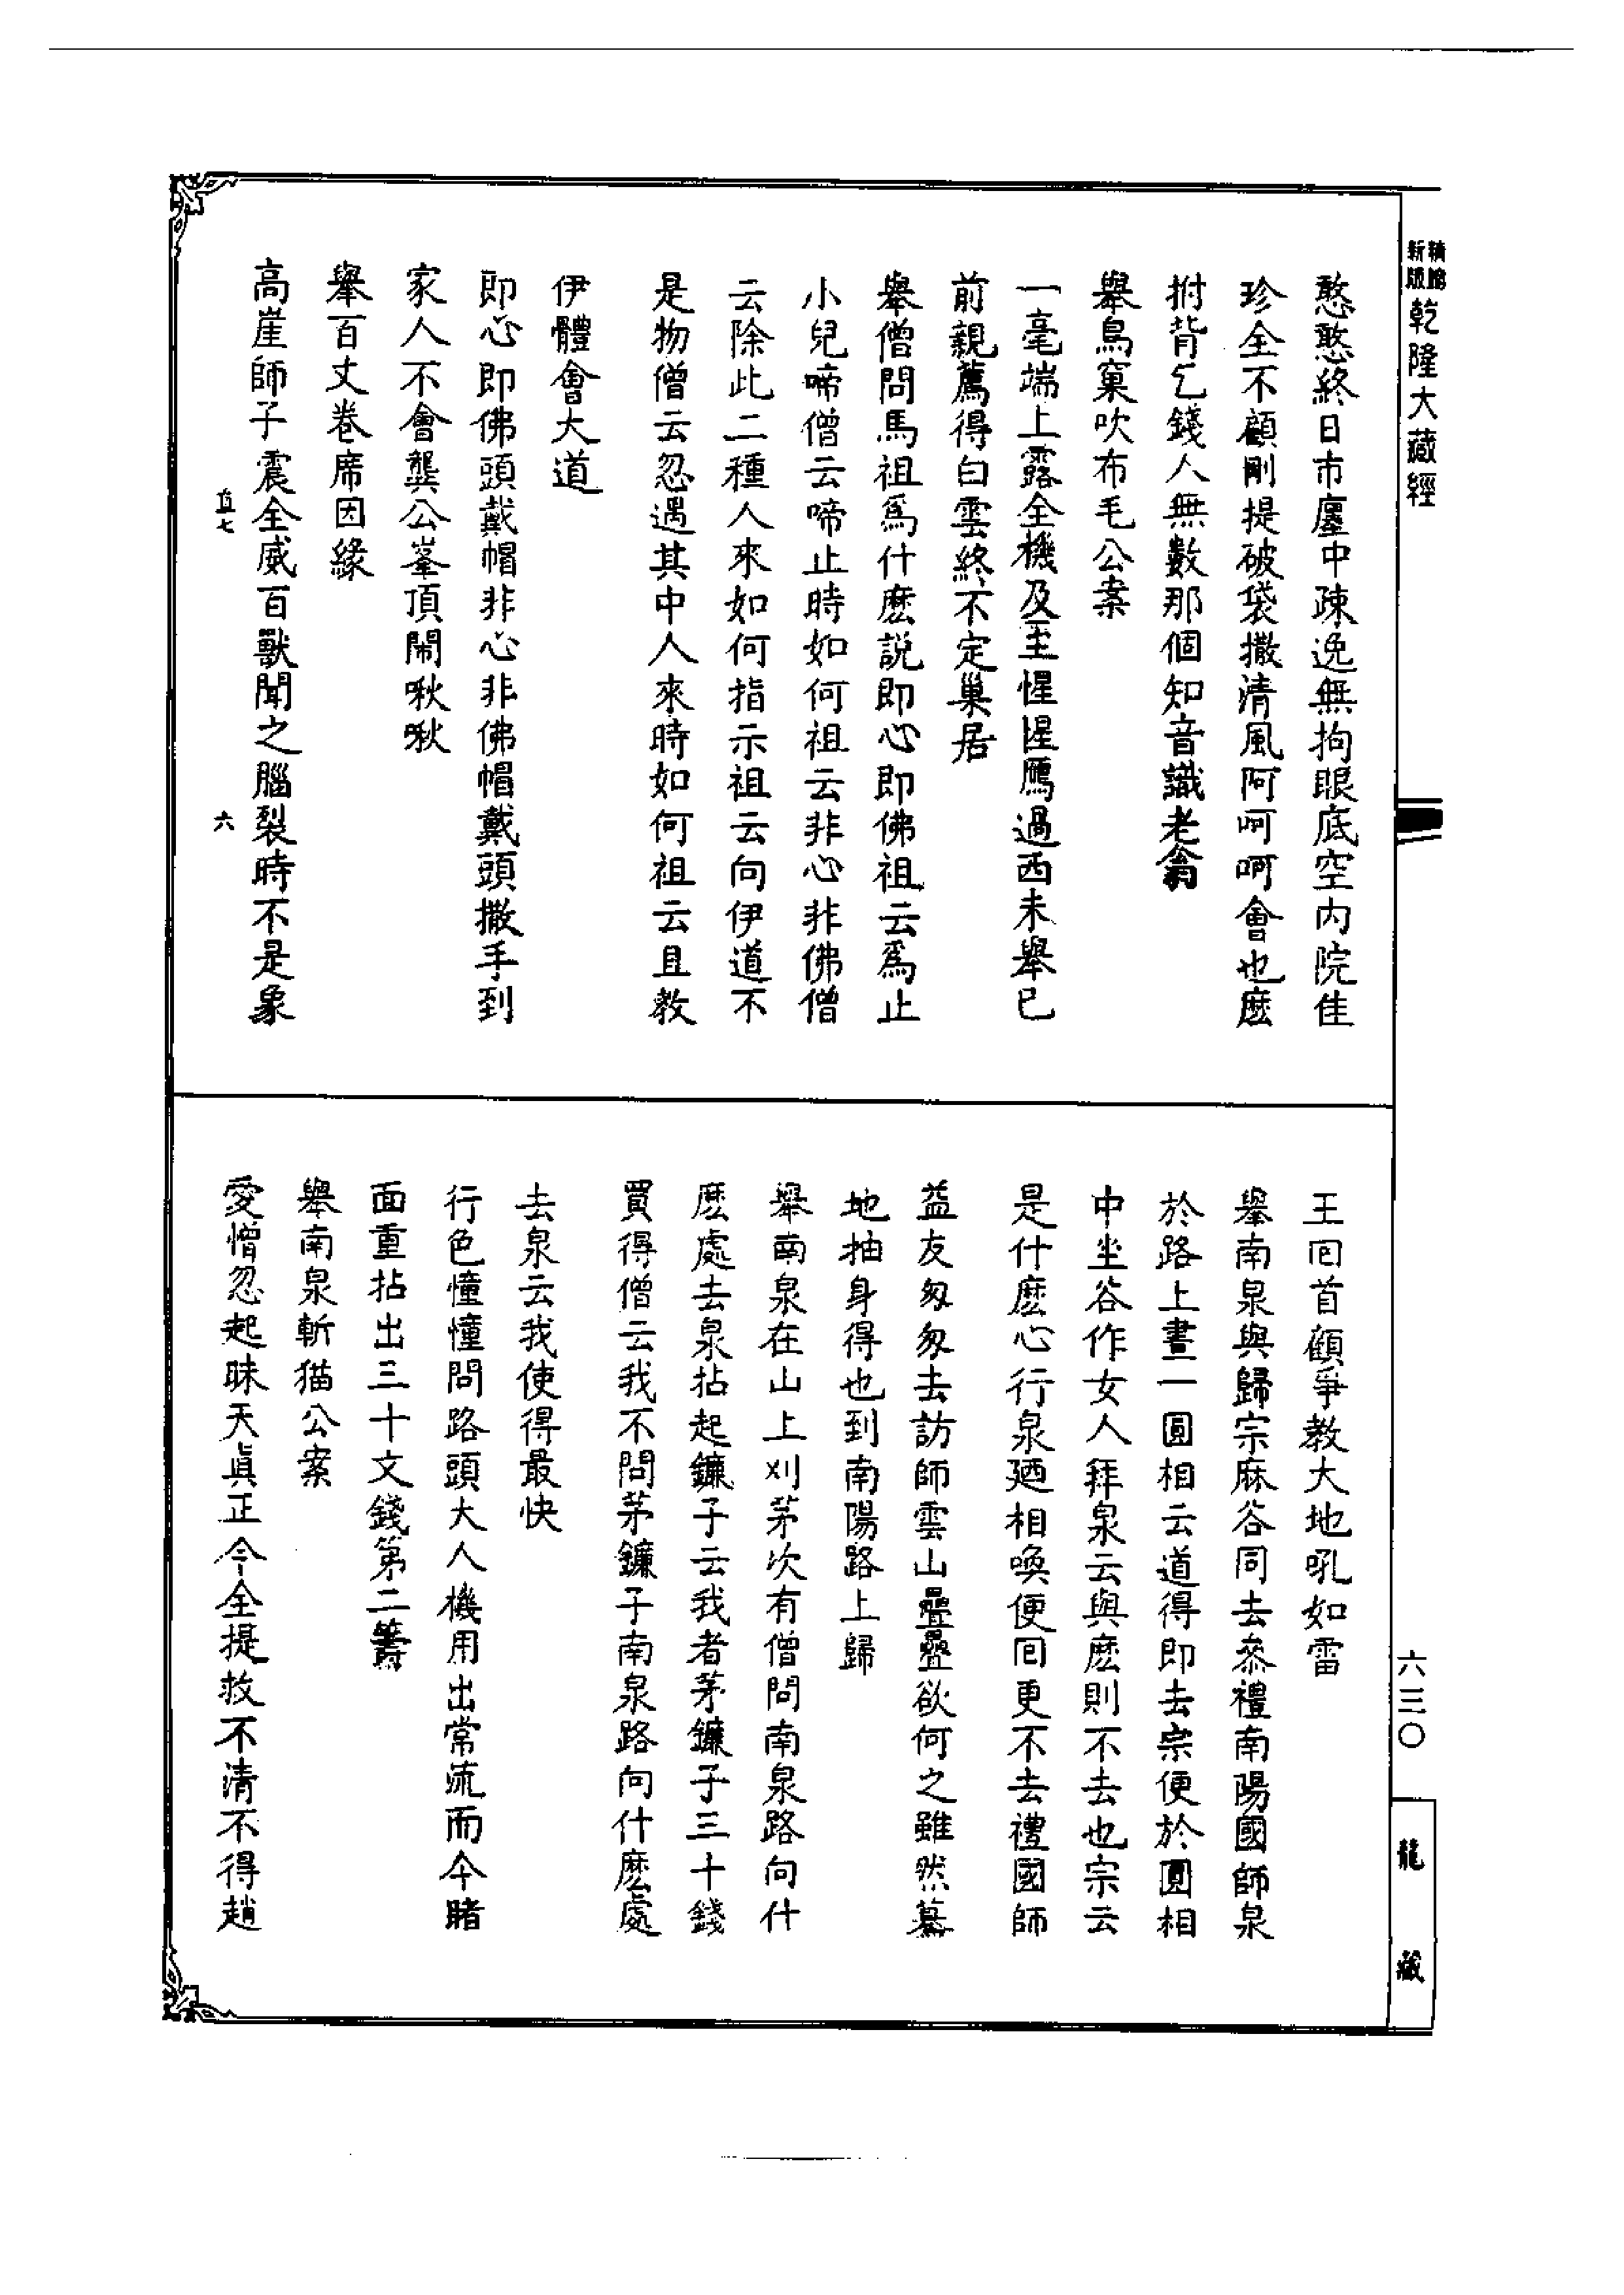 新版 精縮 乾隆大藏經
憨憨終日市廛中疎逸無拘眼底空内院佳
珍全不顧剛提破袋撒清風阿呵呵會也麽
拊背乞錢人無數那個知音識老翁
舉鳥窠吹布毛公案
一毫端上露全機及至惺惺鴈過西未舉已
前親薦得白雲終不定巢居
舉僧問馬祖爲什麽説即心即佛祖云爲止
小兒啼僧云啼止時如何祖云非心非佛僧
云除此二種人來如何指示祖云向伊道不
是物僧云忽遇其中人來時如何祖云且教
伊體會大道
即心即佛頭戴帽非心非佛帽戴頭撒手到
家人不會龔公峯頂閙啾啾
舉百丈卷席因緣
高崖師子震全威百獸聞之腦裂時不是象
直七 六
王囘首顧爭教大地吼如雷
舉南泉與歸宗麻谷同去叅禮南陽國師泉
於路上畫一圓相云道得即去宗便於圓相
中坐谷作女人拜泉云與麽則不去也宗云
是什麽心行泉廼相喚便囘更不去禮國師
益友匆匆去訪師雲山疊疊欲何之雖然驀
地抽身得也到南陽路上歸
舉南泉在山上刈茅次有僧問南泉路向什
麽處去泉拈起鐮子云我者茅鐮子三十錢
買得僧云我不問茅鐮子南泉路向什麽處
去泉云我使得最快
行色憧憧問路頭大人機用出常流而今賭
面重拈出三十文錢第二籌
舉南泉斬猫公案
愛憎忽起昧天眞正令全提救不清不得趙
六三〇
龍藏